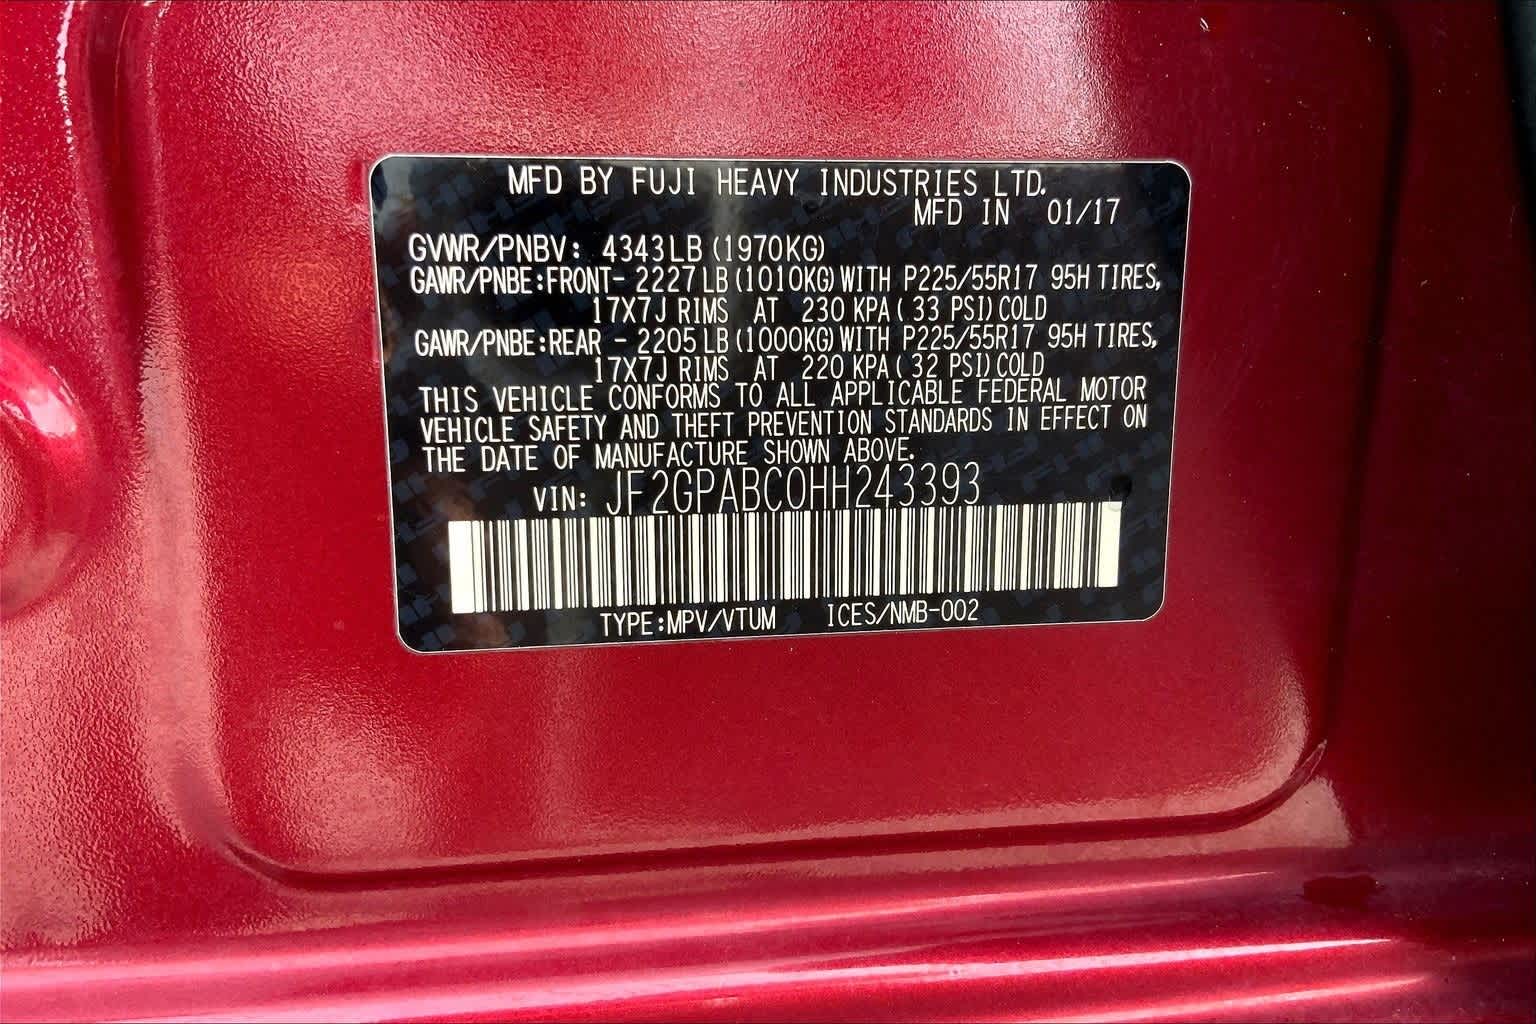 MFD BY FUJI HEAVY INDUSTRIES LTD.
MFD IN 01/17
GVWR/PNBV: 4343LB (1970KG)
GAWR/PNBE:FRONT- 2227 LB (1010KG) WITH P225/55R17 95H TIRES,
17X7J RIMS AT 230 KPA ( 33 PSI) COLD
GAWR/PNBE:REAR - 2205 LB (1000KG) WITH P225/55R17 95H TIRES,
17X7J RIMS AT 220 KPA ( 32 PSI) COLD
THIS VEHICLE CONFORMS TO ALL APPLICABLE FEDERAL MOTOR
VEHICLE SAFETY AND THEFT PREVENTION STANDARDS IN EFFECT ON
THE DATE OF MANUFACTURE SHOWN ABOVE.
VIN: JF2GPABC0HH243393
TYPE:MPV/VTUM ICES/NMB-002